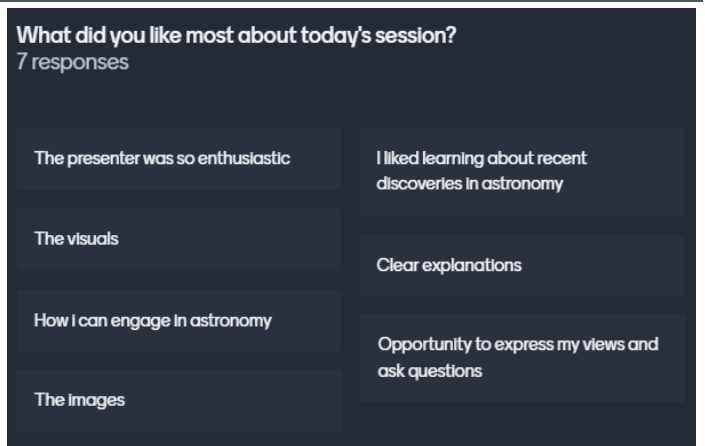 What did you like most about today's session?
7 responses
The presenter was so enthusiastic
The visuals
How i can engage in astronomy
The images
I liked learning about recent
discoveries in astronomy
Clear explanations
Opportunity to express my views and
ask questions